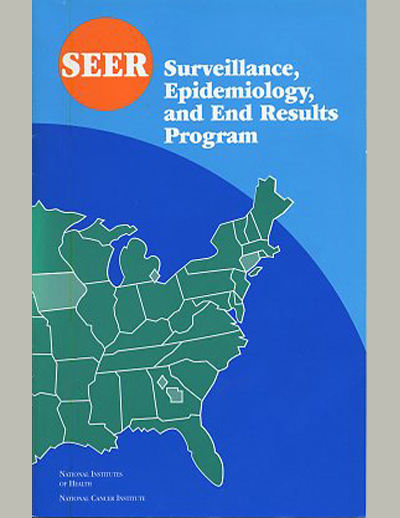 SEER
Surveillance,
Epidemiology,
and End Results
Program
NATIONAL INSTITUTES
OF HEALTH
NATIONAL CANCER INSTITUTE